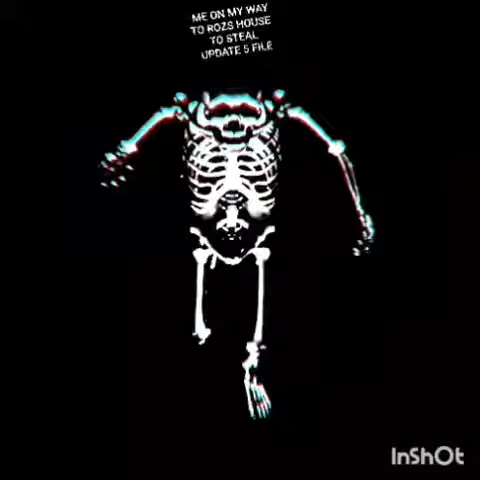 ME ON MY WAY
TO ROZS HOUSE
TO STEAL
UPDATE 5 FILE
InShOt